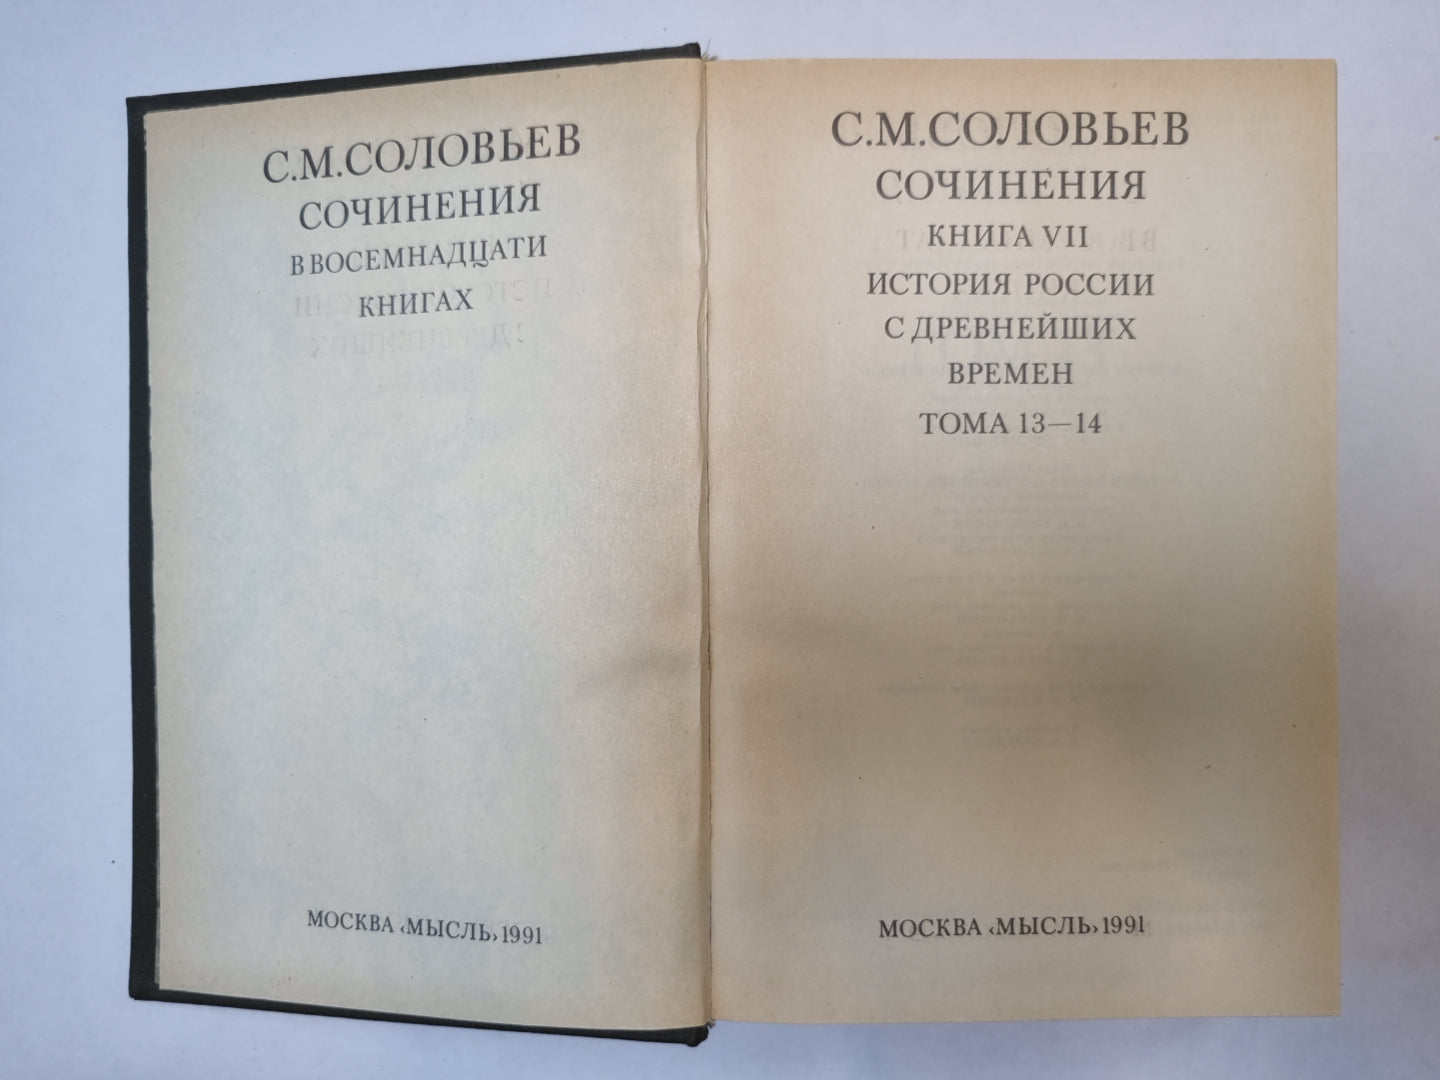 С.М.СОЛОВЬЕВ
СОЧИНЕНИЯ
В ВОСЕМНАДЦАТИ
КНИГАХ
МОСКВА ‹МЫСЛЬ› 1991
С.М.СОЛОВЬЕВ
СОЧИНЕНИЯ
КНИГА VII
ИСТОРИЯ РОССИИ
С ДРЕВНЕЙШИХ
ВРЕМЕН
ТОМА 13—14
МОСКВА ‹МЫСЛЬ› 1991